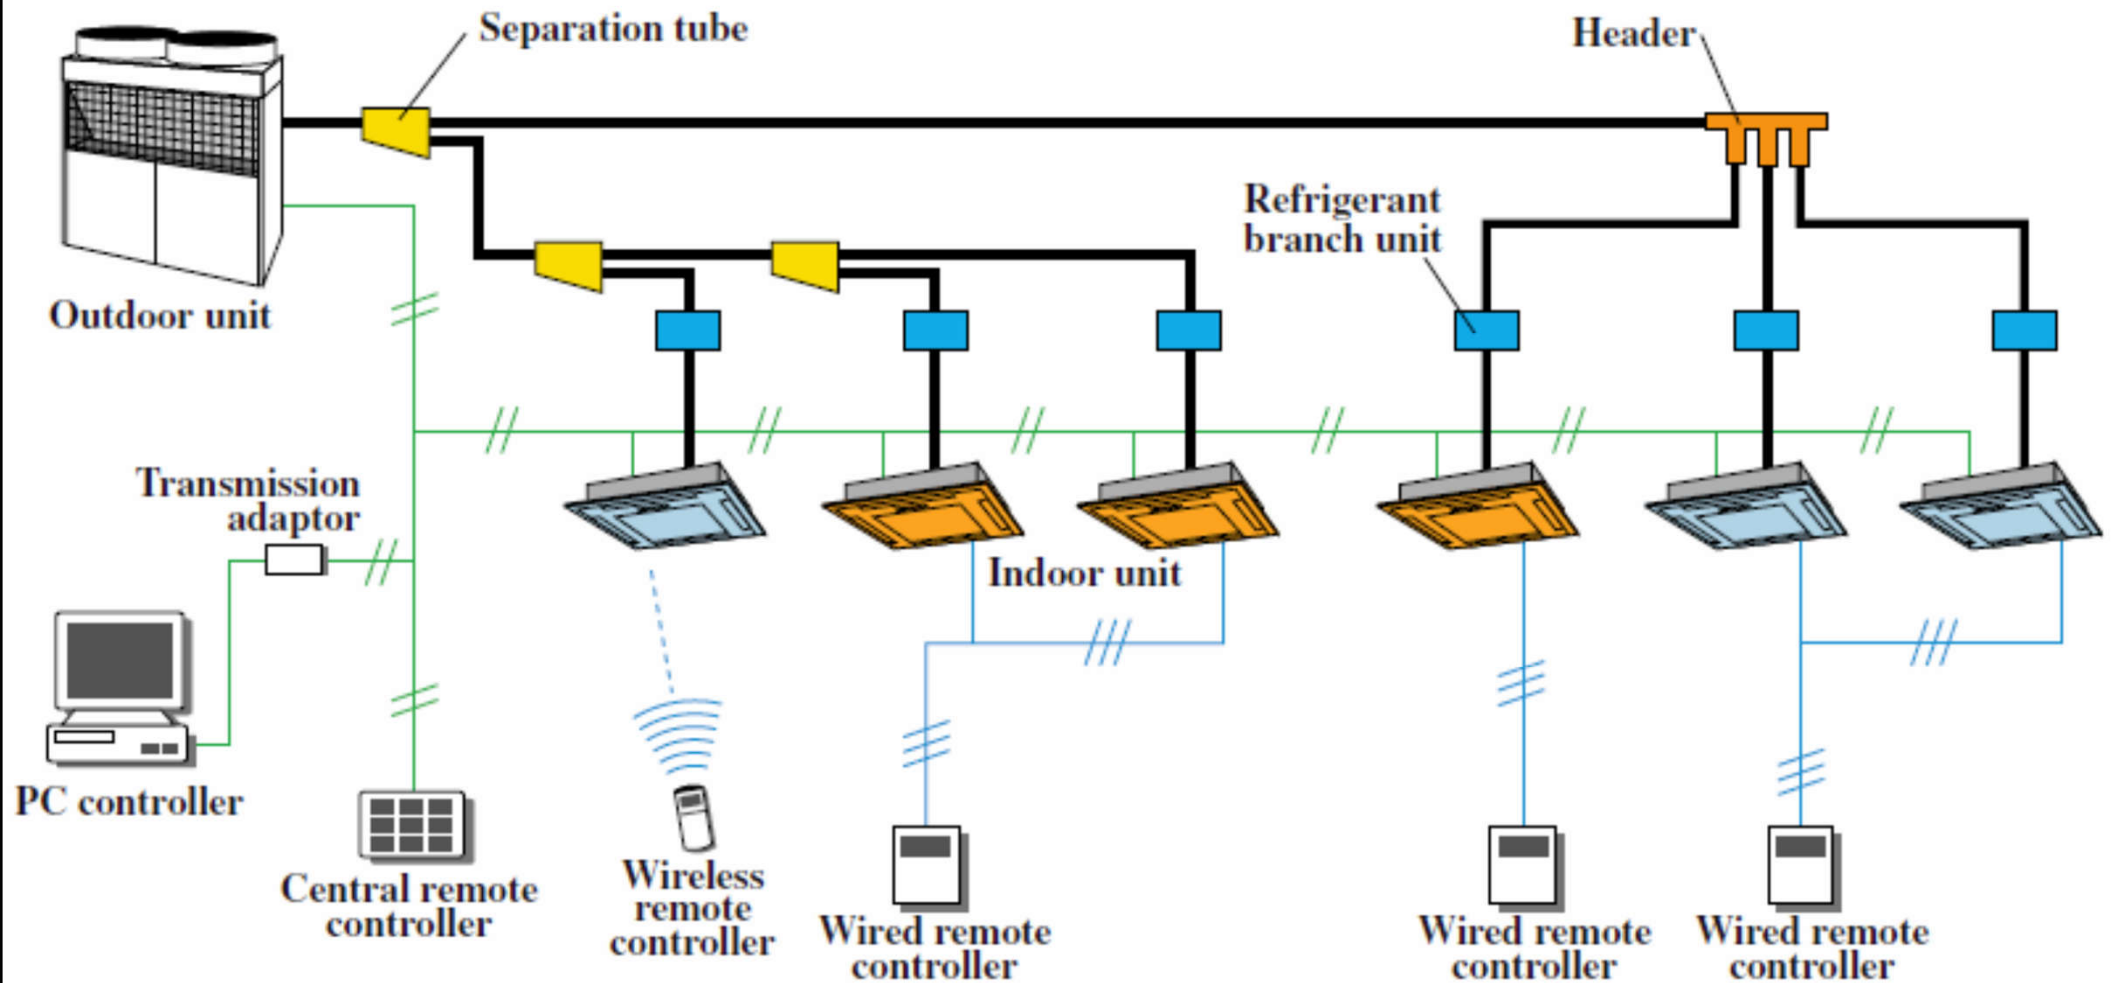 Separation tube
Header
Refrigerant
branch unit
Outdoor unit
Transmission
adaptor
Indoor unit
PC controller
Central remote
controller
Wireless
remote
controller
Wired remote
controller
Wired remote
controller
Wired remote
controller